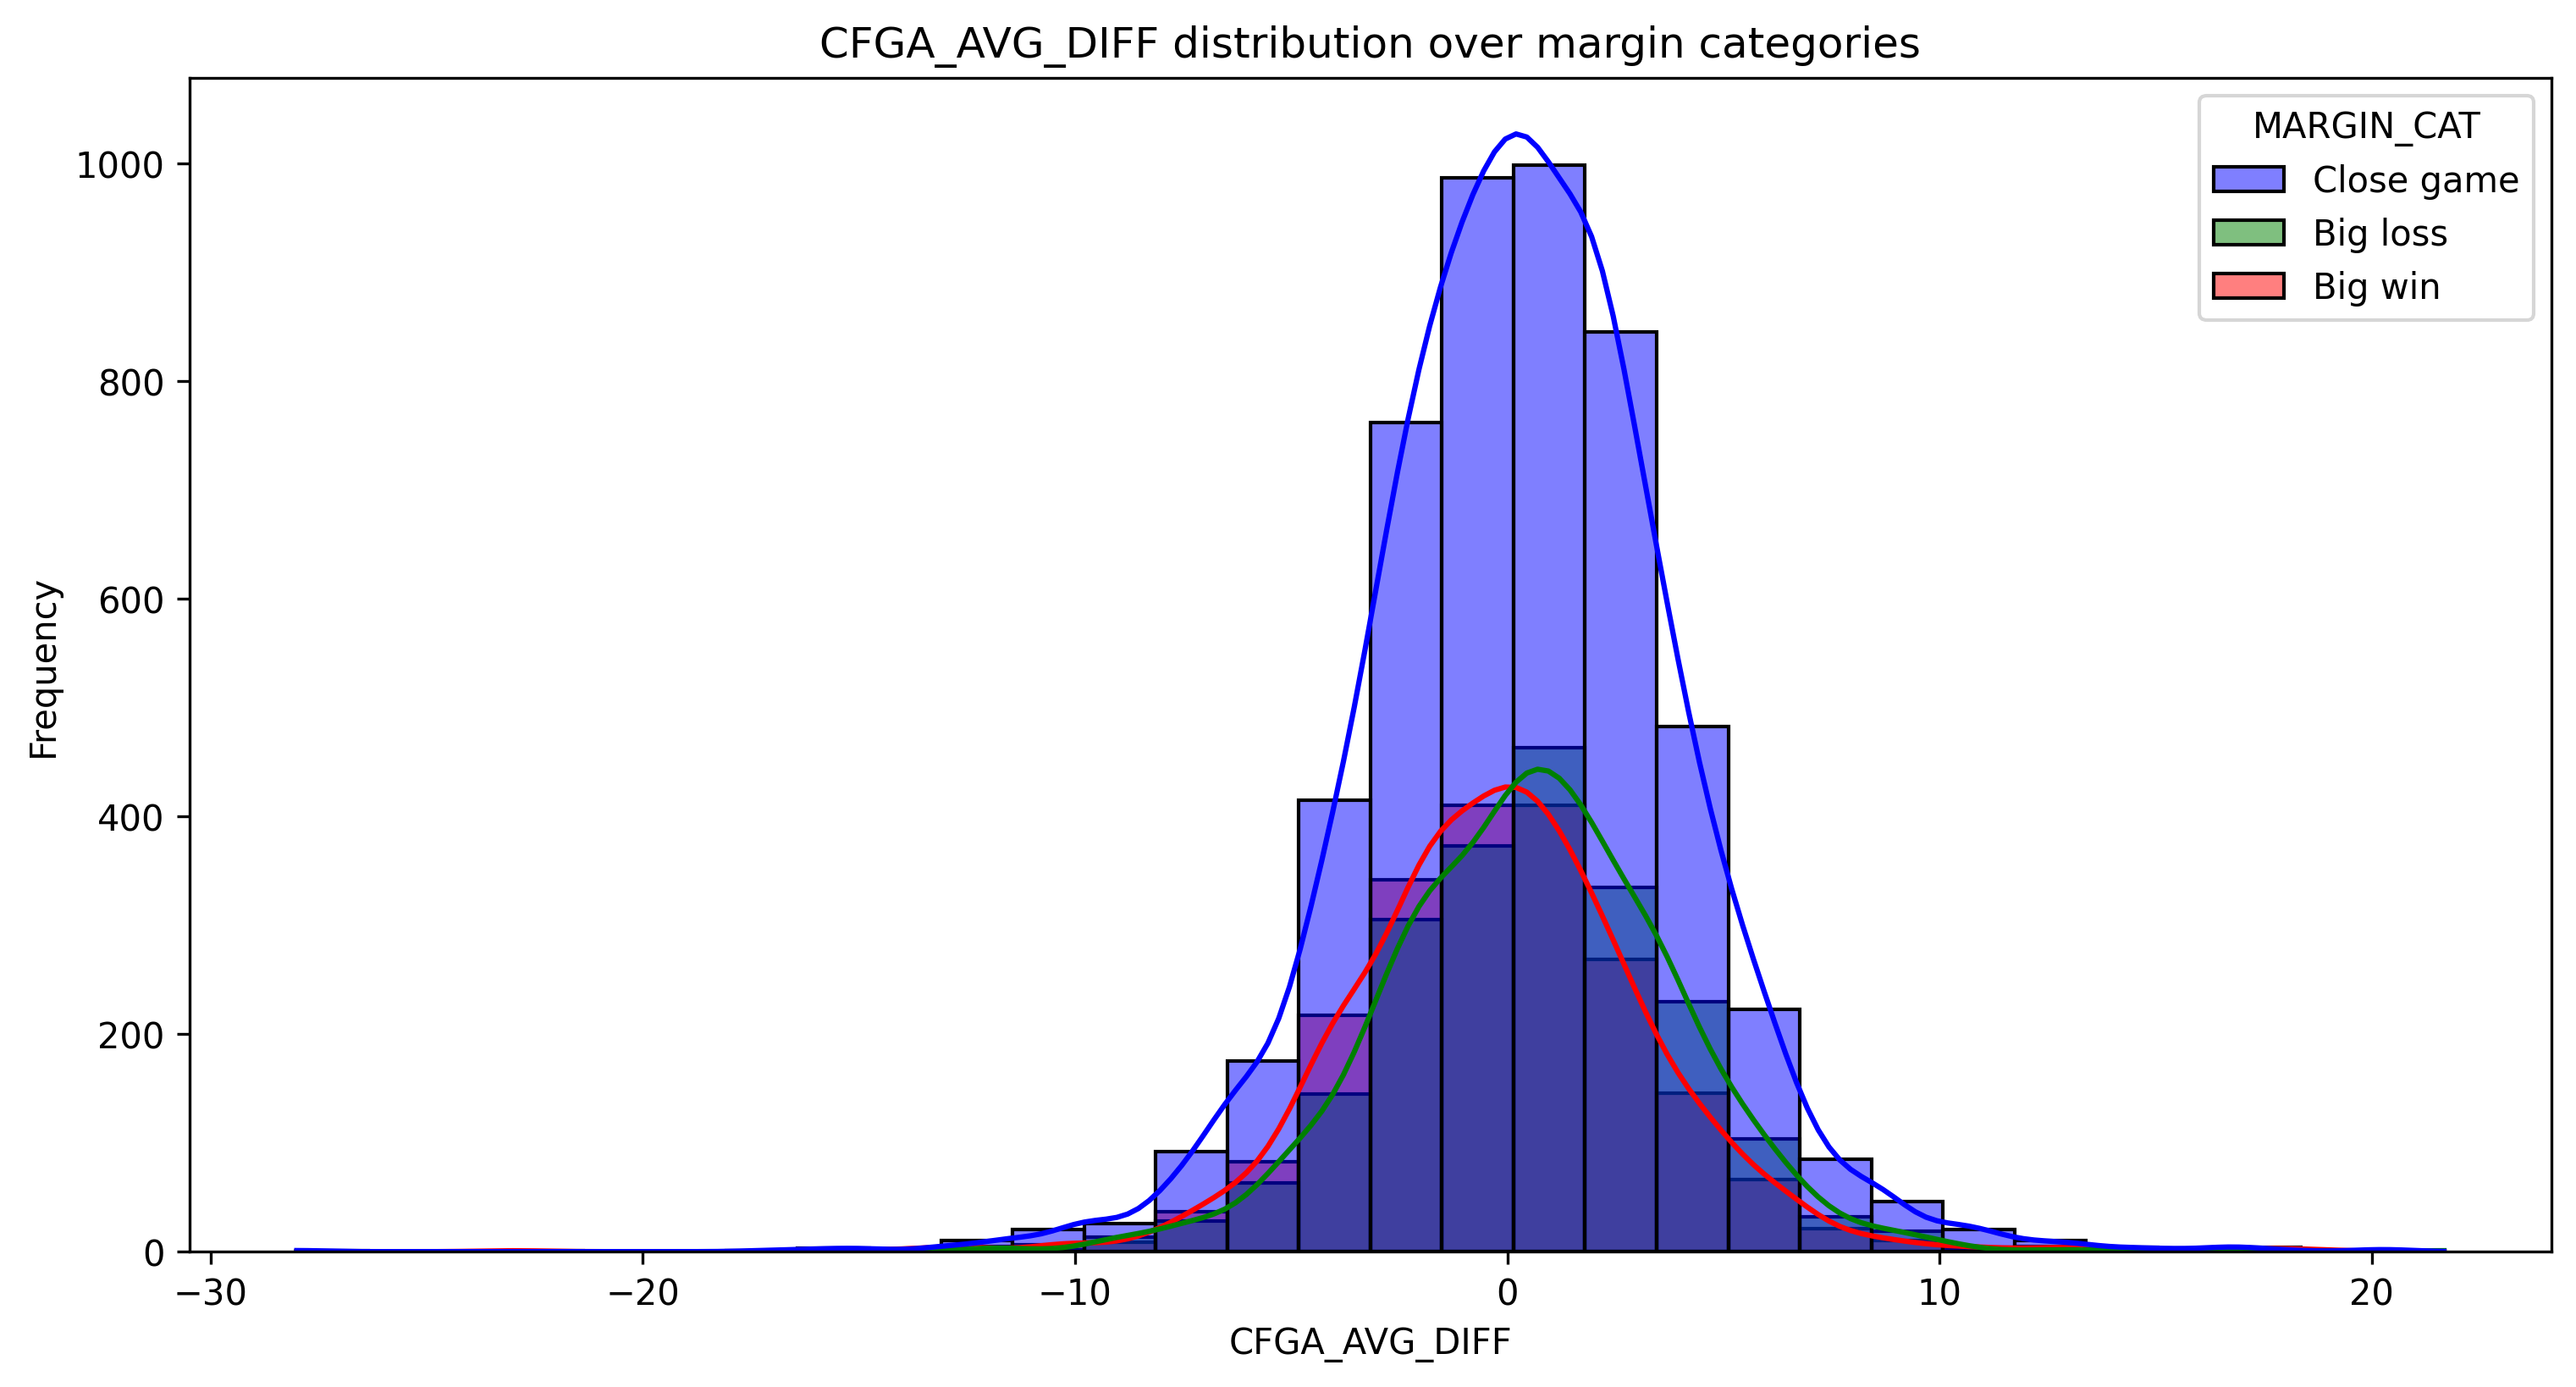 CFGA_AVG_DIFF distribution over margin categories
MARGIN_CAT
Close game
Big loss
Big win
1000
800
600
400
200
0
Frequency
−30
−20
−10
0
10
20
CFGA_AVG_DIFF